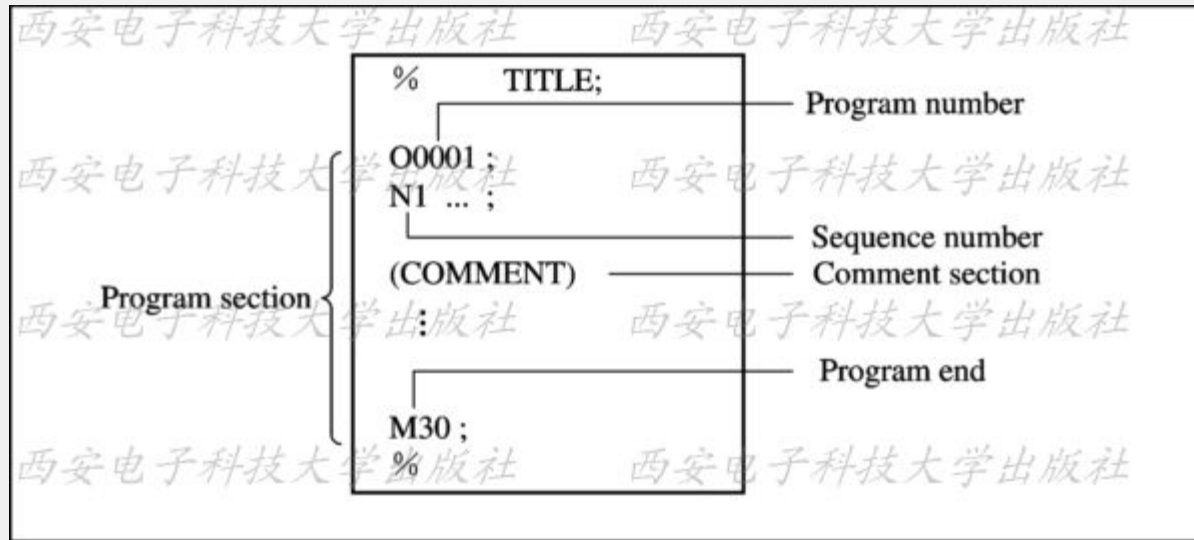 西安电子科技大学出版社 西安电子科技大学出版社
% TITLE;
Program number
O0001 ;
西安电子科技大学出版社 西安电子科技大学出版社
N1 ... ;
Sequence number
(COMMENT)
Comment section
Program section
西安电子科技大学出版社 西安电子科技大学出版社
⋮
Program end
M30 ;
西安电子科技大学出版社 西安电子科技大学出版社
%